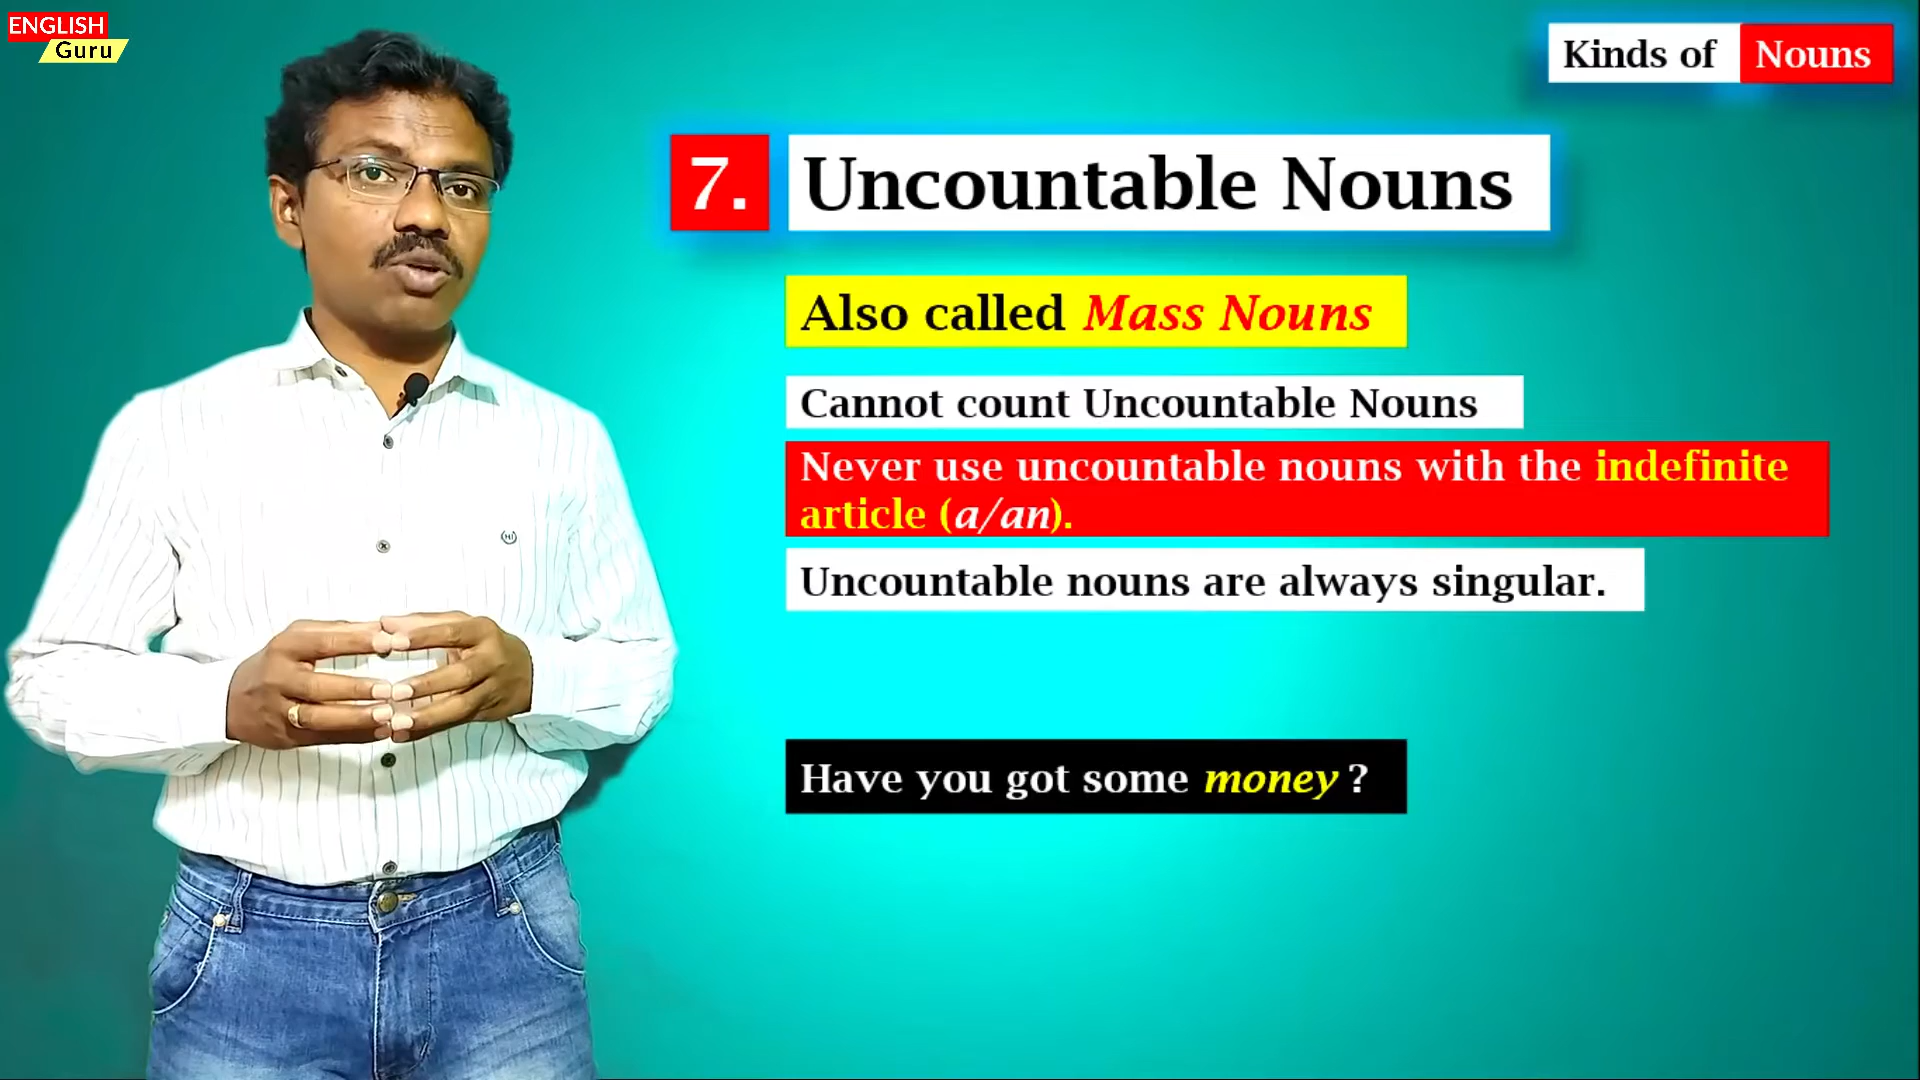 ENGLISH
Guru
Kinds of Nouns
7. Uncountable Nouns
Also called Mass Nouns
Cannot count Uncountable Nouns
Never use uncountable nouns with the indefinite
article (a/an).
Uncountable nouns are always singular.
Have you got some money ?